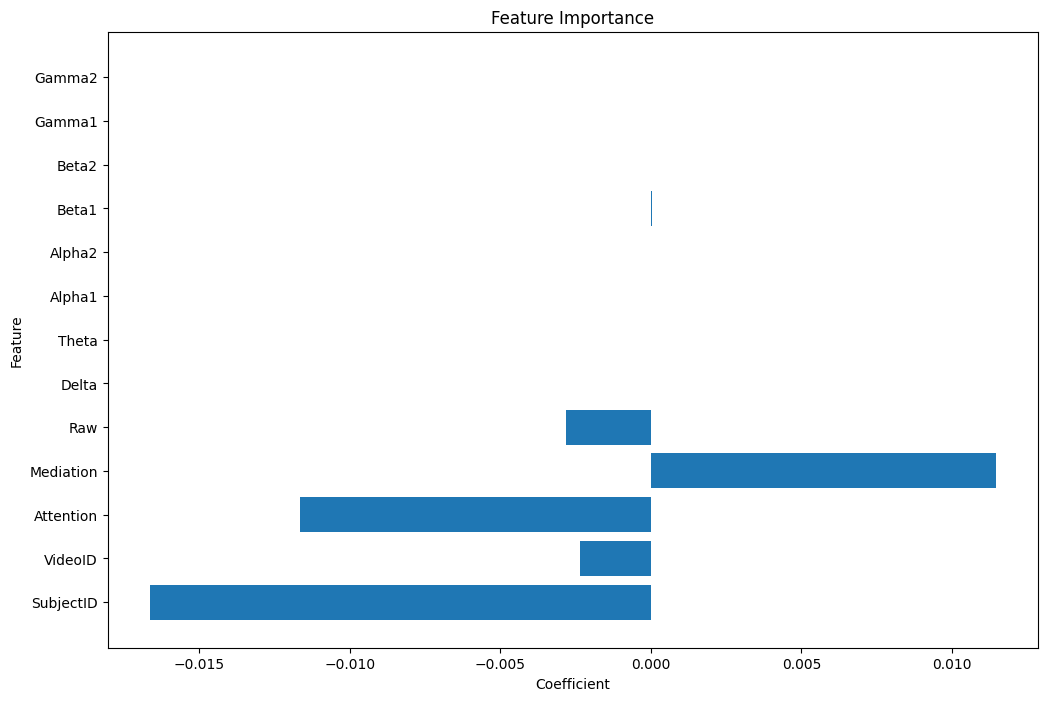 Feature Importance
Gamma2
Gamma1
Beta2
Beta1
Alpha2
Alpha1
Theta
Delta
Raw
Mediation
Attention
VideoID
SubjectID
Feature
−0.015
−0.010
−0.005
0.000
0.005
0.010
Coefficient